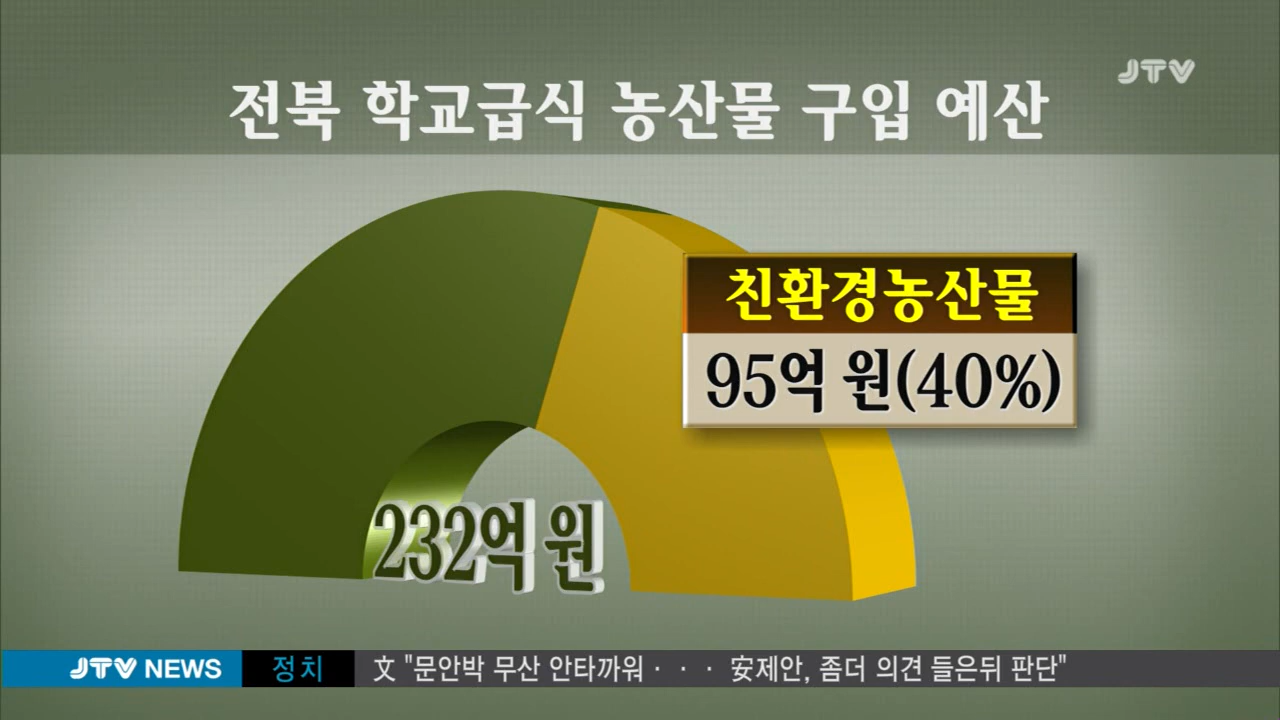 JTV
전북 학교급식 농산물 구입 예산
친환경농산물
95억 원(40%)
232억 원
JTV NEWS 정치 文 "문안박 무산 안타까워 · · · 安제안, 좀더 의견 들은뒤 판단"